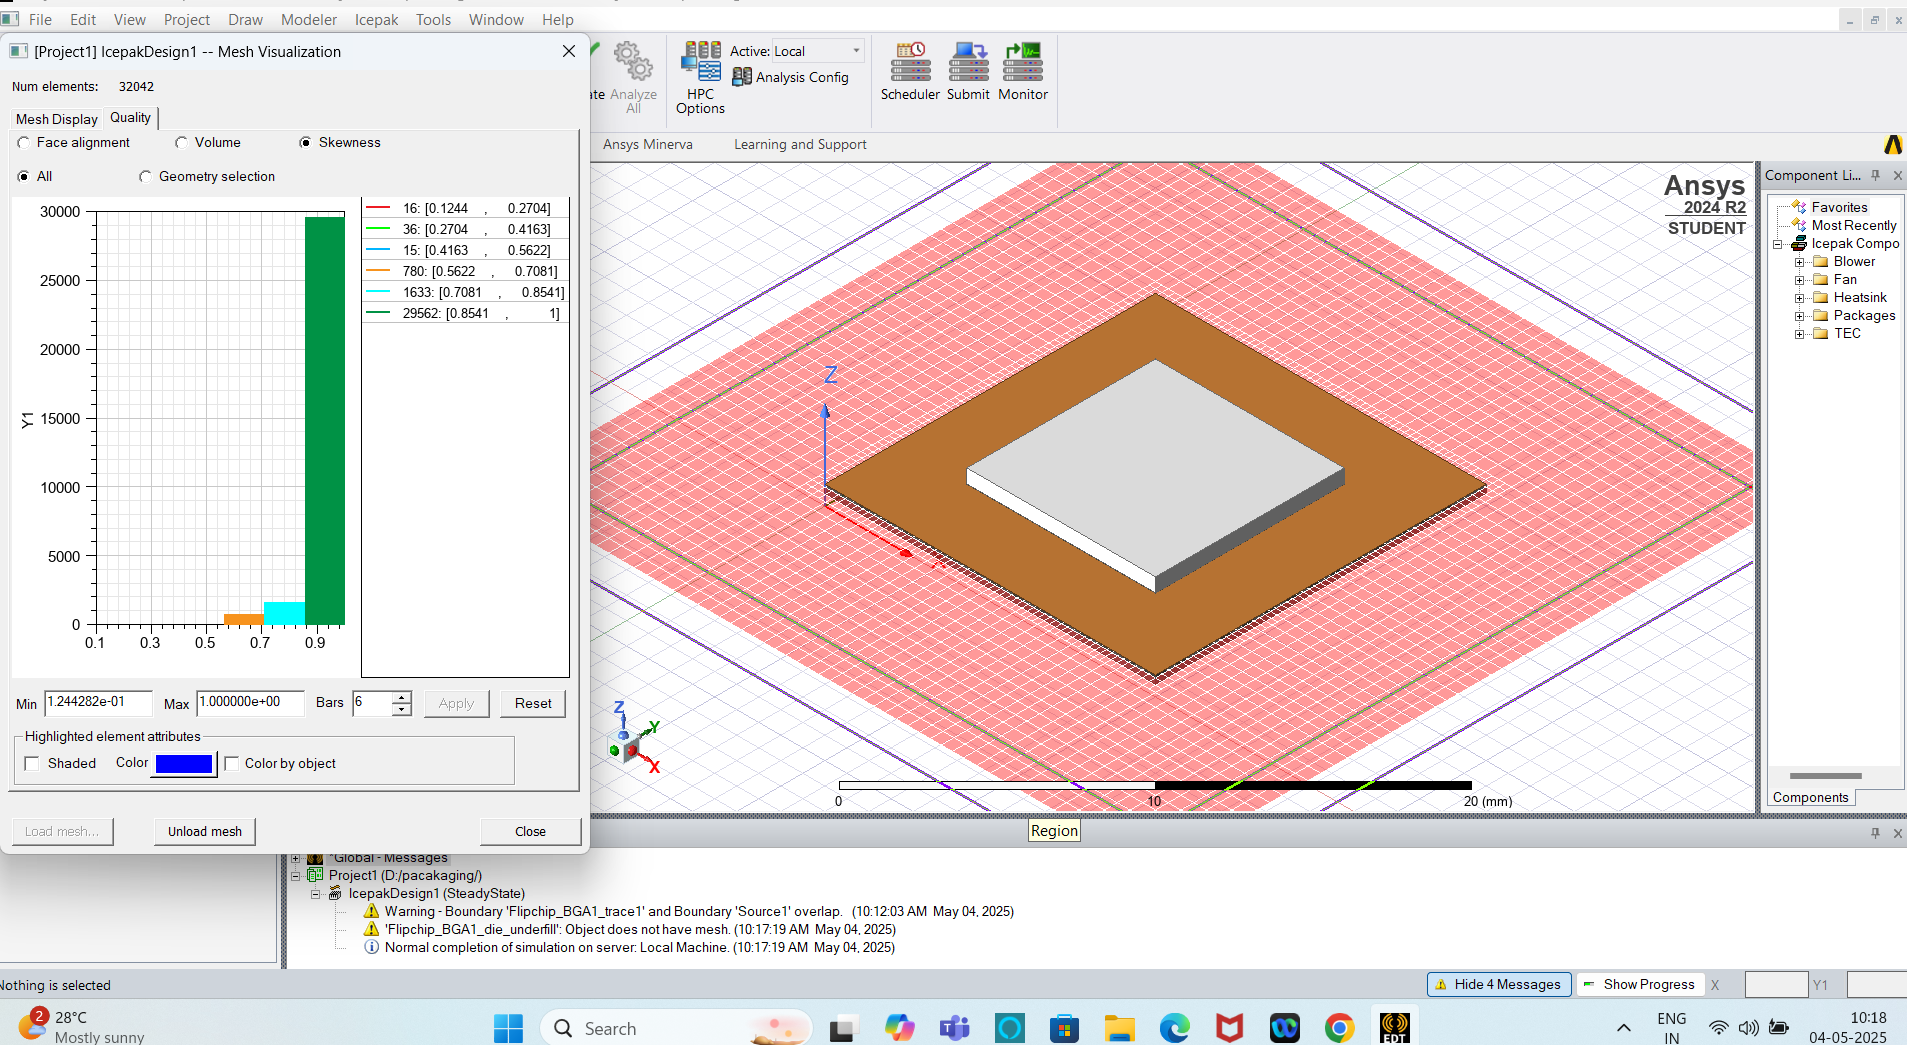 File Edit View Project Draw Modeler Icepak Tools Window Help
[Project1] IcepakDesign1 -- Mesh Visualization
Num elements: 32042
Mesh Display Quality
Face alignment Volume Skewness
All Geometry selection
30000
25000
20000
15000
10000
5000
0
Y1
0.1 0.3 0.5 0.7 0.9
16: [0.1244 , 0.2704]
36: [0.2704 , 0.4163]
15: [0.4163 , 0.5622]
780: [0.5622 , 0.7081]
1633: [0.7081 , 0.8541]
29562: [0.8541 , 1]
Min 1.244282e-01 Max 1.000000e+00 Bars 6 Apply Reset
Highlighted element attributes
Shaded Color Color by object
Load mesh... Unload mesh Close
ate Analyze All
HPC Options
Active: Local
Analysis Config
Scheduler Submit Monitor
Ansys Minerva Learning and Support
Ansys
2024 R2
STUDENT
Z
Z
Y
X
0 10 20 (mm)
Region
Component Li...
Favorites
Most Recently
Icepak Compo
Blower
Fan
Heatsink
Packages
TEC
Components
*Global - Messages
Project1 (D:/pacakaging/)
IcepakDesign1 (SteadyState)
Warning - Boundary 'Flipchip_BGA1_trace1' and Boundary 'Source1' overlap. (10:12:03 AM May 04, 2025)
'Flipchip_BGA1_die_underfill': Object does not have mesh. (10:17:19 AM May 04, 2025)
Normal completion of simulation on server: Local Machine. (10:17:19 AM May 04, 2025)
Nothing is selected
Hide 4 Messages Show Progress X Y1
2
28°C
Mostly sunny
Search
EDT
ENG
IN
10:18
04-05-2025